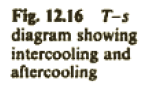 Fig. 12.16 T–s
diagram showing
intercooling and
aftercooling